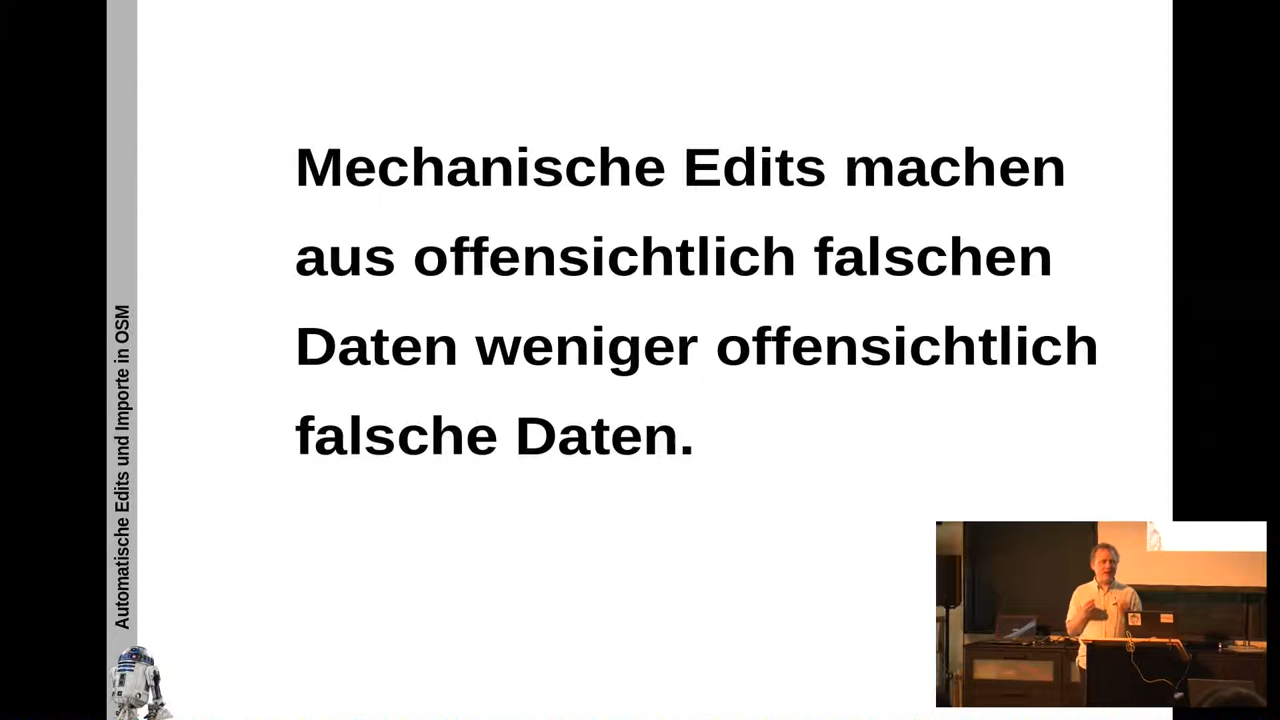 Mechanische Edits machen
aus offensichtlich falschen
Daten weniger offensichtlich
falsche Daten.
Automatische Edits und Importe in OSM